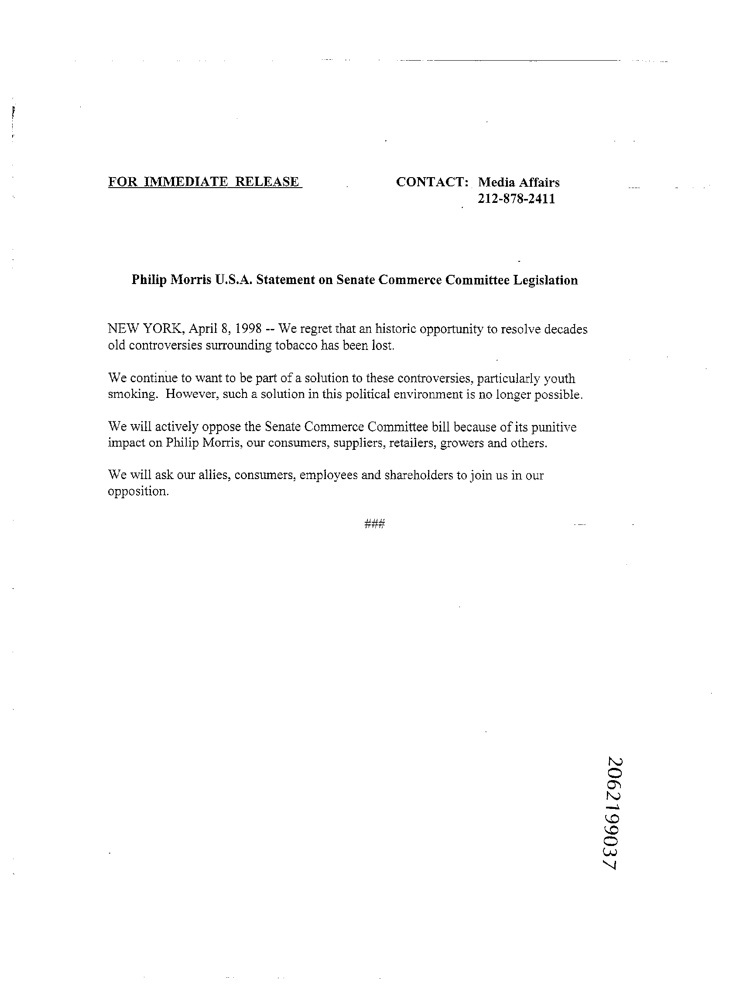 FOR IMMEDIATE RELEASE CONTACT: Media Affairs
212-878-2411
Philip Morris U.S.A. Statement on Senate Commerce Committee Legislation
NEW YORK, April 8, 1998 -- We regret that an historic opportunity to resolve decades
old controversies surrounding tobacco has been lost.
We continue to want to be part of a solution to these controversies, particularly youth
smoking. However, such a solution in this political environment is no longer possible.
We will actively oppose the Senate Commerce Committee bill because of its punitive
impact on Philip Morris, our consumers, suppliers, retailers, growers and others.
We will ask our allies, consumers, employees and shareholders to join us in our
opposition.
###
2062199037